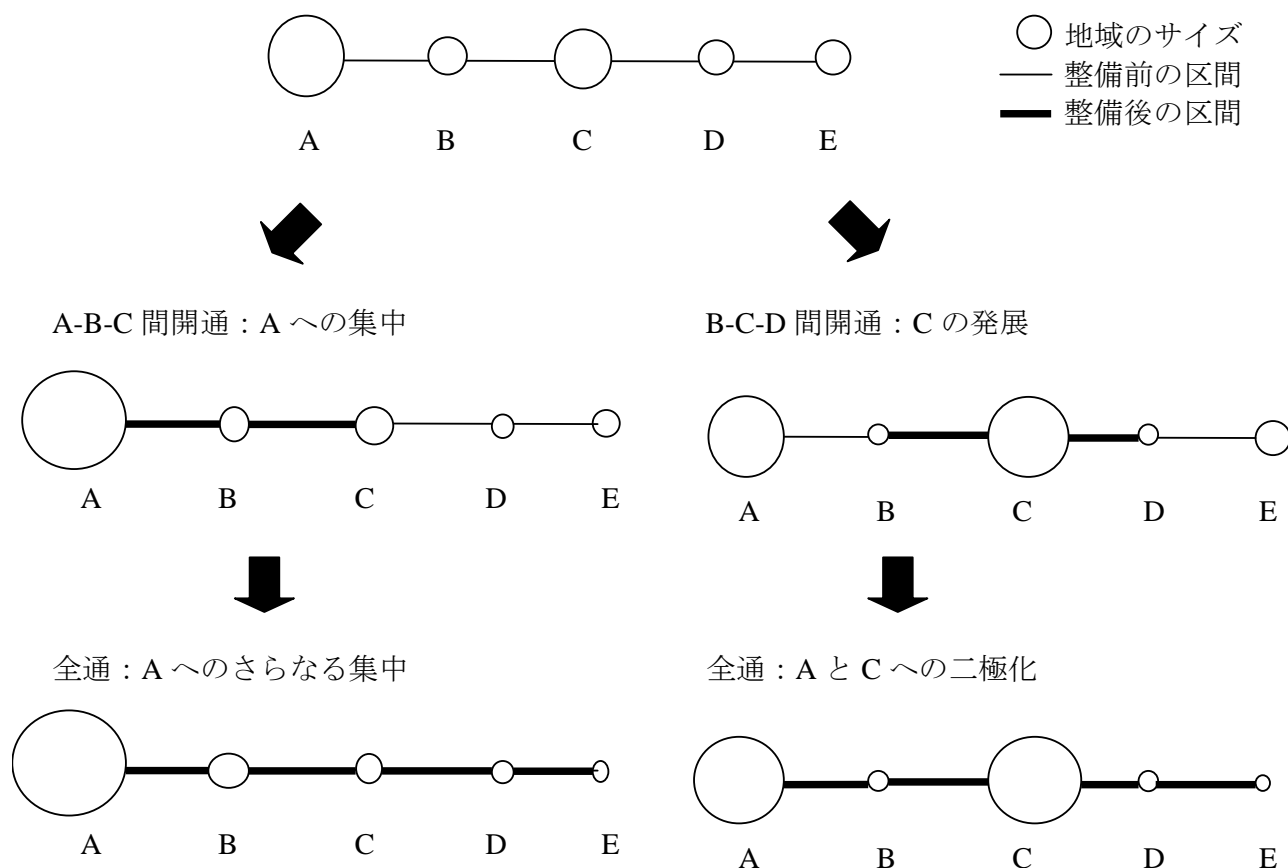 地域のサイズ
整備前の区間
整備後の区間
A B C D E
A-B-C 間開通：A への集中
B-C-D 間開通：C の発展
A B C D E
A B C D E
全通：A へのさらなる集中
全通：A と C への二極化
A B C D E
A B C D E